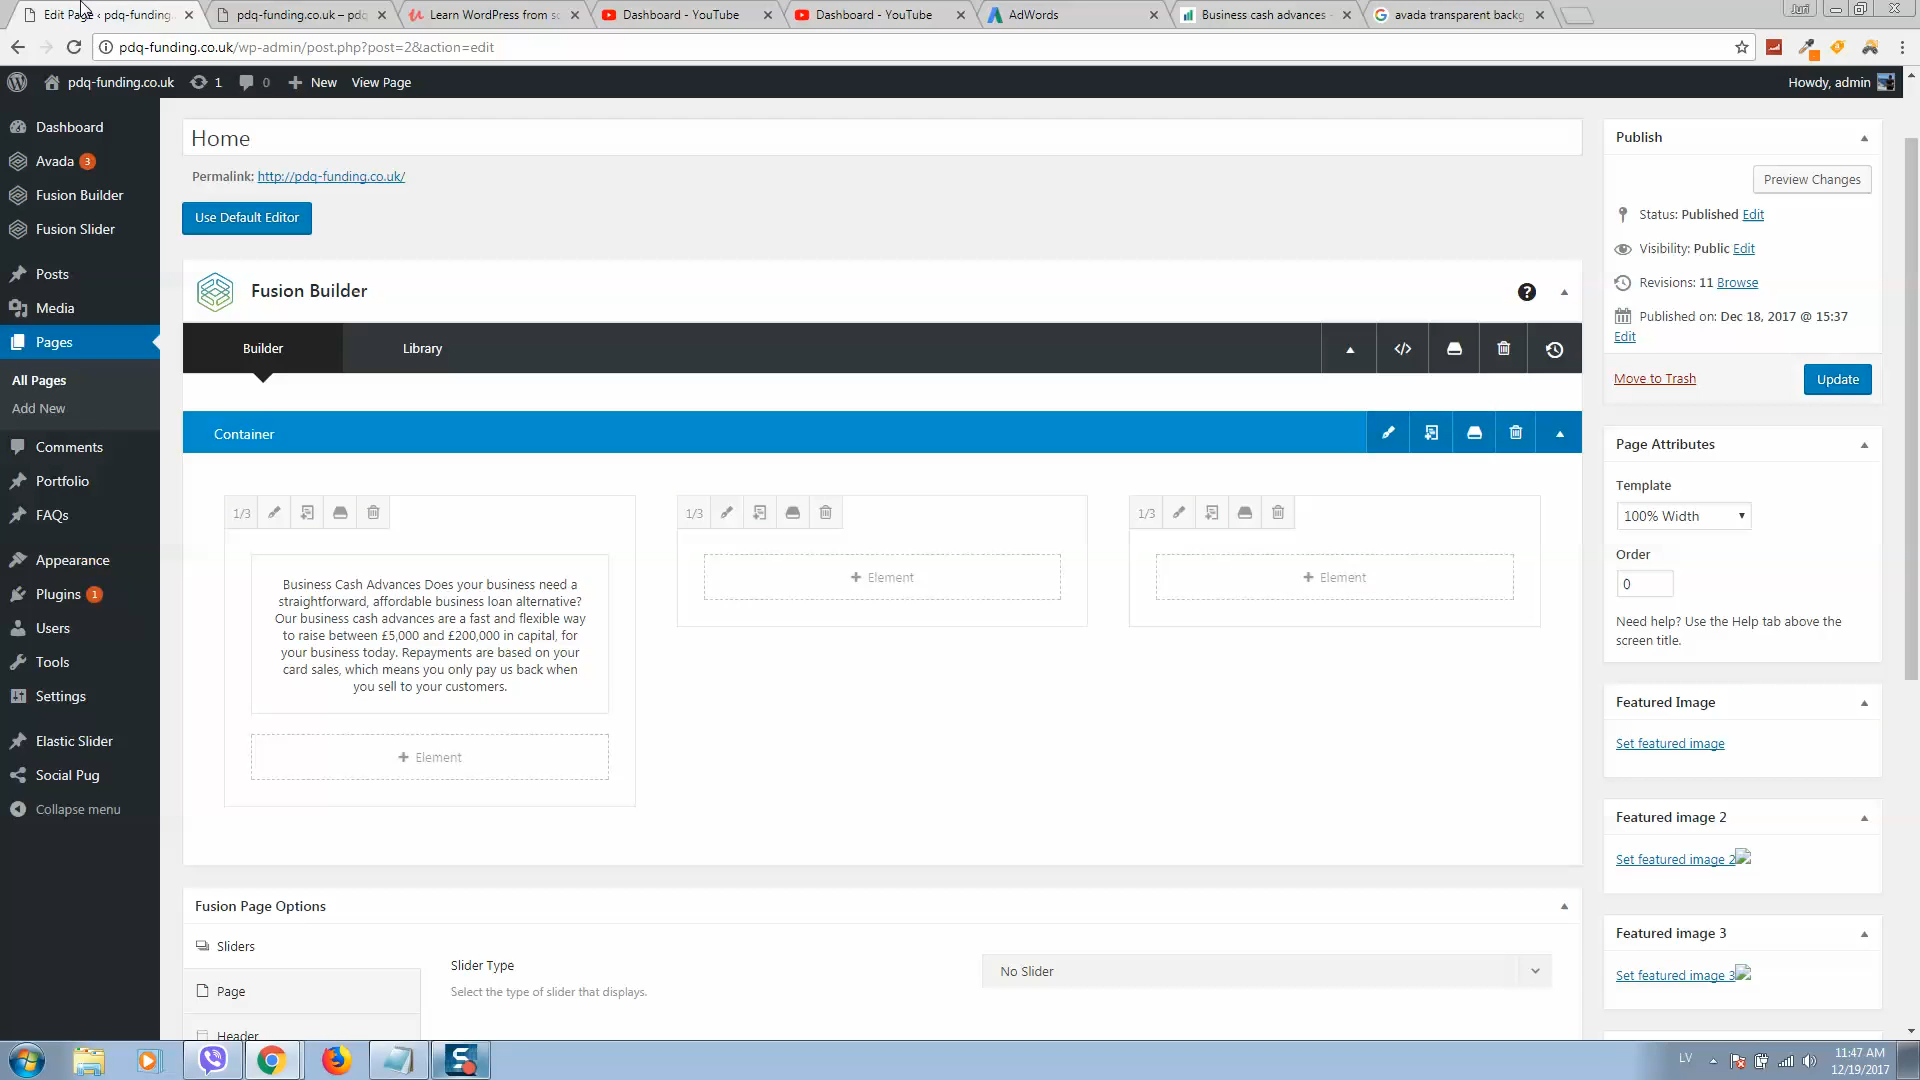 Edit Page ‹ pdq-funding.
pdq-funding.co.uk – pdq
Learn WordPress from sc
Dashboard - YouTube
Dashboard - YouTube
AdWords
Business cash advances -
avada transparent backg
Juri
pdq-funding.co.uk/wp-admin/post.php?post=2&action=edit
pdq-funding.co.uk 1 0 New View Page
Howdy, admin
Dashboard
Avada 3
Fusion Builder
Fusion Slider
Posts
Media
Pages
All Pages
Add New
Comments
Portfolio
FAQs
Appearance
Plugins 1
Users
Tools
Settings
Elastic Slider
Social Pug
Collapse menu
Home
Permalink: http://pdq-funding.co.uk/
Use Default Editor
Fusion Builder
?
Builder
Library
</>
Container
1/3
Business Cash Advances Does your business need a
straightforward, affordable business loan alternative?
Our business cash advances are a fast and flexible way
to raise between £5,000 and £200,000 in capital, for
your business today. Repayments are based on your
card sales, which means you only pay us back when
you sell to your customers.
+ Element
1/3
+ Element
1/3
+ Element
Fusion Page Options
Sliders
Page
Header
Slider Type
Select the type of slider that displays.
No Slider
Publish
Preview Changes
Status: Published Edit
Visibility: Public Edit
Revisions: 11 Browse
Published on: Dec 18, 2017 @ 15:37
Edit
Move to Trash
Update
Page Attributes
Template
100% Width
Order
0
Need help? Use the Help tab above the
screen title.
Featured Image
Set featured image
Featured image 2
Set featured image 2
Featured image 3
Set featured image 3
LV
11:47 AM
12/19/2017